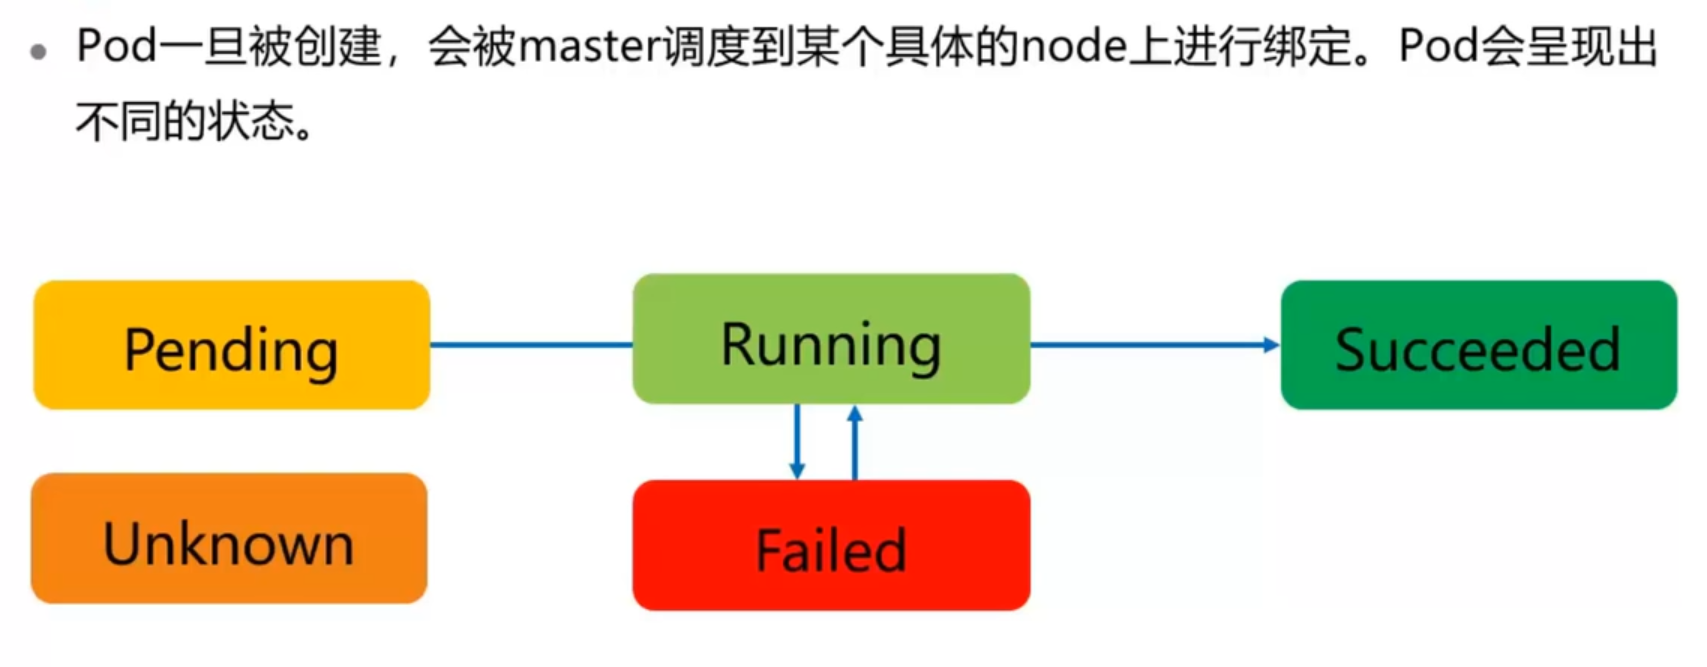 Pod一旦被创建，会被master调度到某个具体的node上进行绑定。Pod会呈现出
不同的状态。
Pending
Running
Succeeded
Unknown
Failed